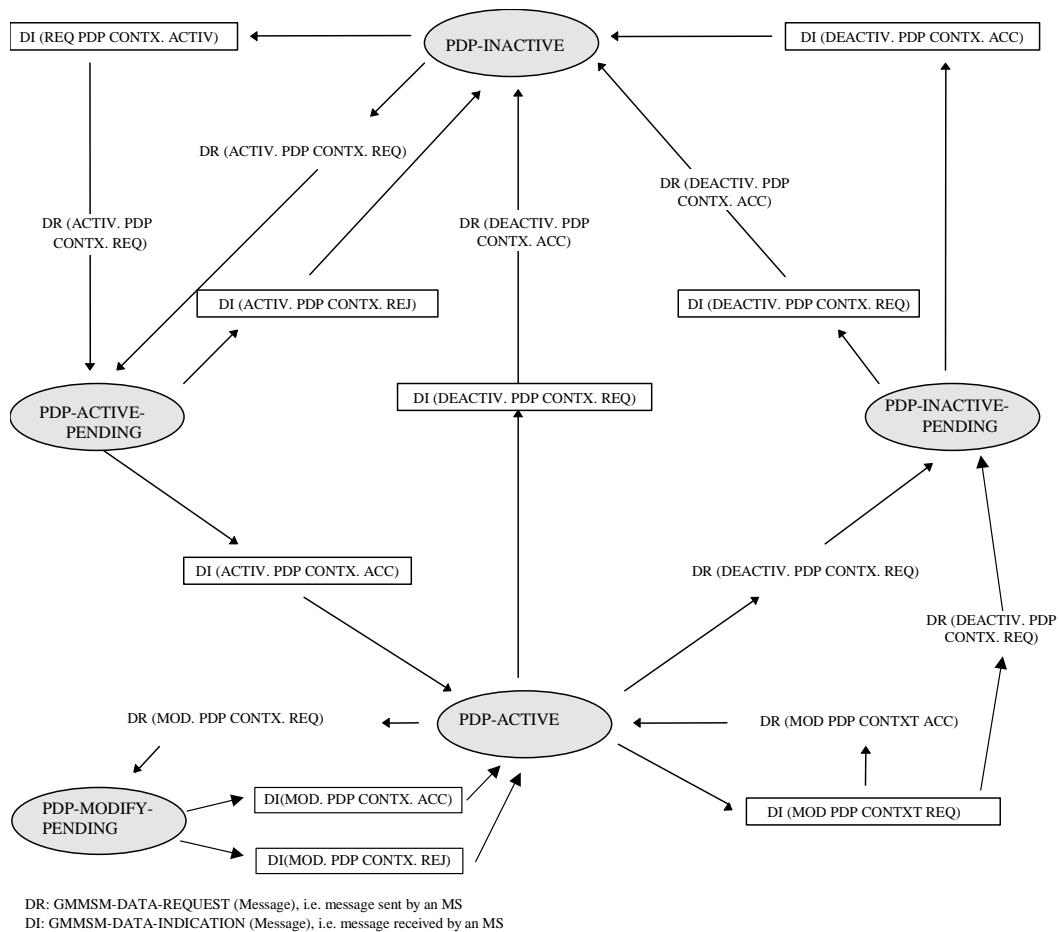 DI (REQ PDP CONTX. ACTIV)
PDP-INACTIVE
DI (DEACTIV. PDP CONTX. ACC)
DR (ACTIV. PDP CONTX. REQ)
DR (DEACTIV. PDP
CONTX. ACC)
DR (ACTIV. PDP
CONTX. REQ)
DR (DEACTIV. PDP
CONTX. ACC)
DI (ACTIV. PDP CONTX. REJ)
DI (DEACTIV. PDP CONTX. REQ)
DI (DEACTIV. PDP CONTX. REQ)
PDP-ACTIVE-
PENDING
PDP-INACTIVE-
PENDING
DI (ACTIV. PDP CONTX. ACC)
DR (DEACTIV. PDP CONTX. REQ)
DR (DEACTIV. PDP
CONTX. REQ)
DR (MOD. PDP CONTX. REQ)
PDP-ACTIVE
DR (MOD PDP CONTXT ACC)
PDP-MODIFY-
PENDING
DI(MOD. PDP CONTX. ACC)
DI (MOD PDP CONTXT REQ)
DI(MOD. PDP CONTX. REJ)
DR: GMMSM-DATA-REQUEST (Message), i.e. message sent by an MS
DI: GMMSM-DATA-INDICATION (Message), i.e. message received by an MS